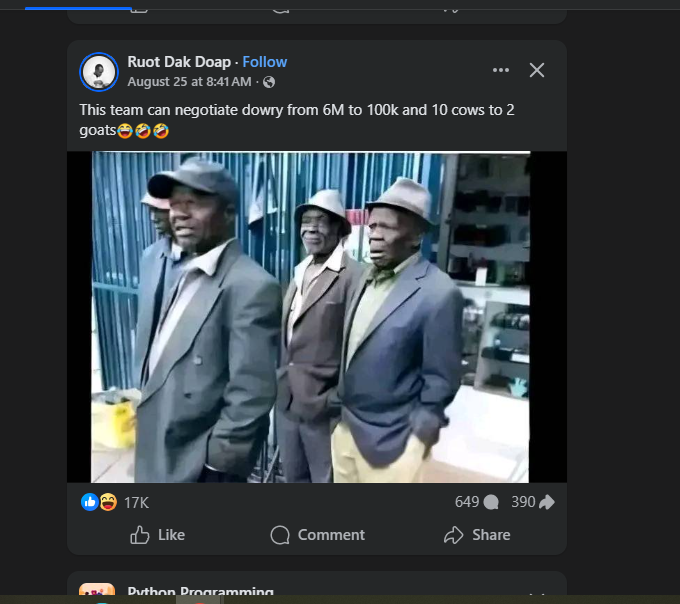 Ruot Dak Doap · Follow
August 25 at 8:41 AM ·
This team can negotiate dowry from 6M to 100k and 10 cows to 2
goats😂🤣🤣
17K
649
390
Like
Comment
Share
Python Programming